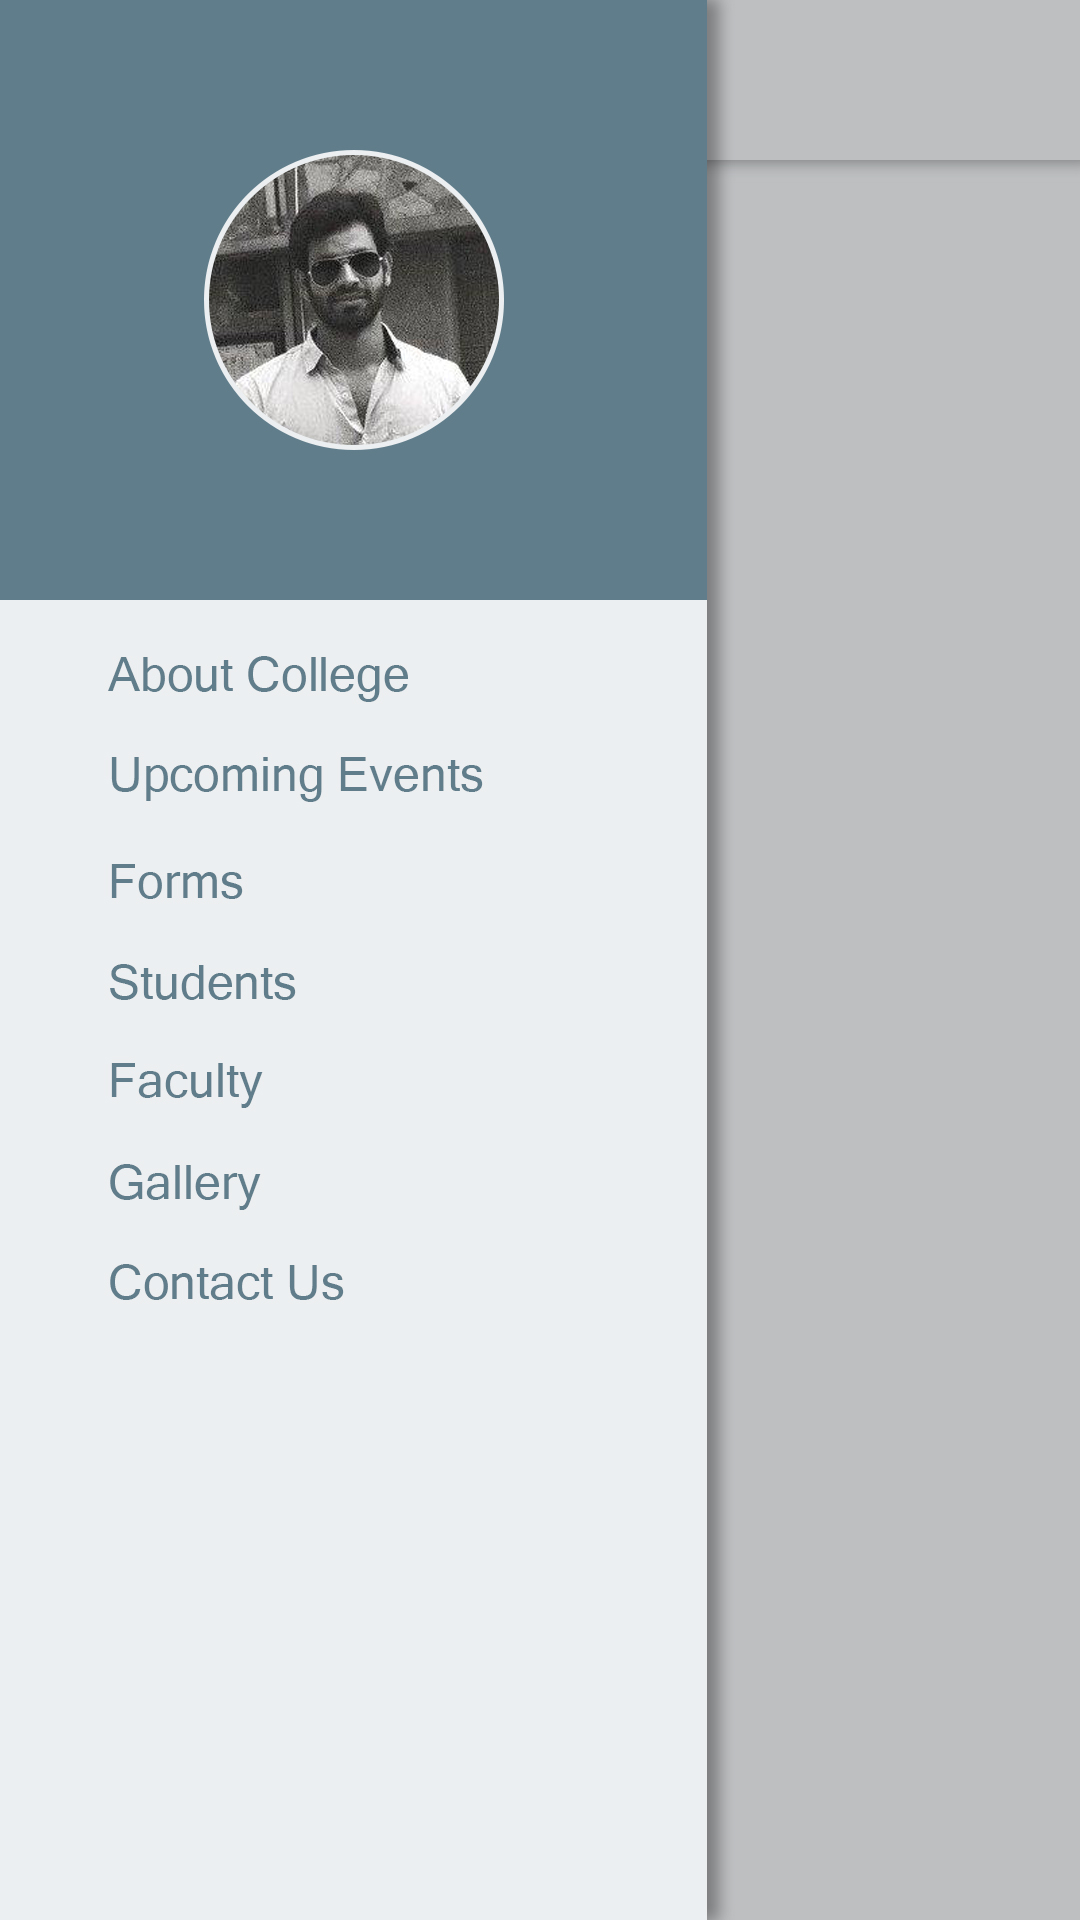 About College
Upcoming Events
Forms
Students
Faculty
Gallery
Contact Us